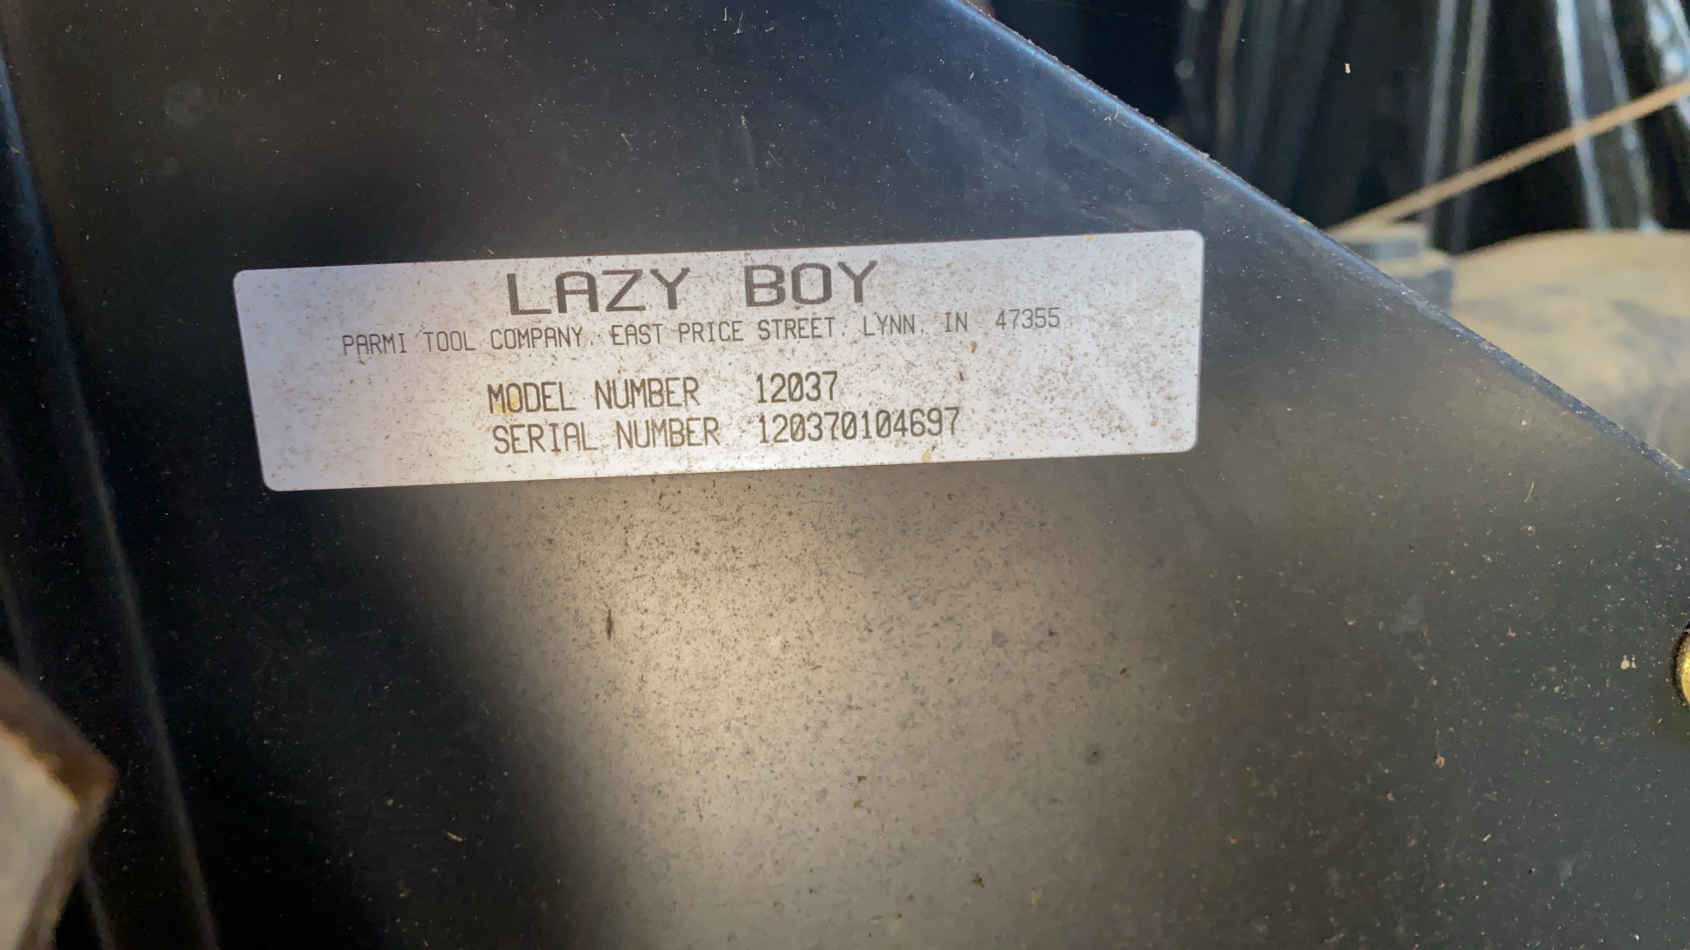 LAZY BOY
PARMI TOOL COMPANY, EAST PRICE STREET, LYNN, IN 47355
MODEL NUMBER 12037
SERIAL NUMBER 120370104697